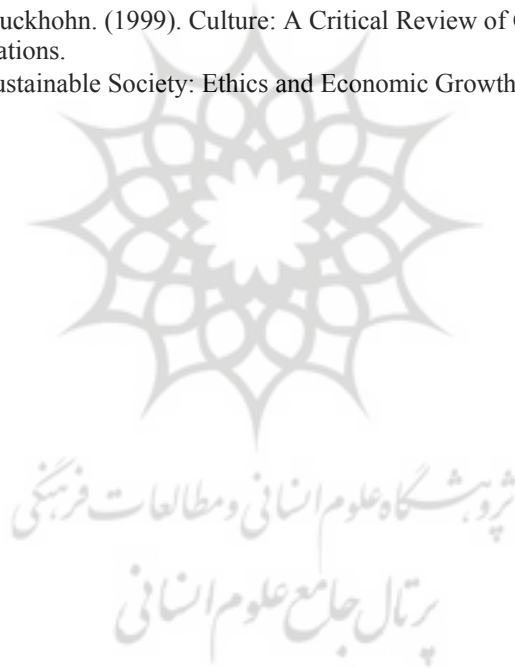 uckhohn. (1999). Culture: A Critical Review of
ations.
ustainable Society: Ethics and Economic Growth
پژوهشگاه علوم انسانی و مطالعات فرهنگی
پرتال جامع علوم انسانی